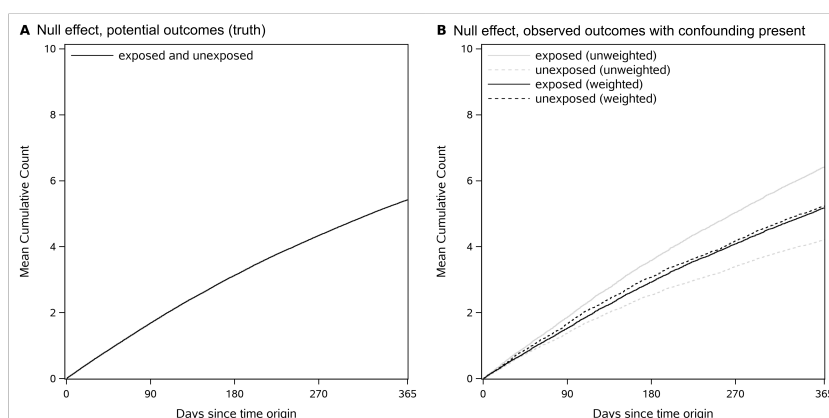 A Null effect, potential outcomes (truth)
10
8
6
4
2
0
Mean Cumulative Count
exposed and unexposed
0 90 180 270 365
Days since time origin
B Null effect, observed outcomes with confounding present
10
8
6
4
2
0
Mean Cumulative Count
exposed (unweighted)
unexposed (unweighted)
exposed (weighted)
unexposed (weighted)
0 90 180 270 365
Days since time origin